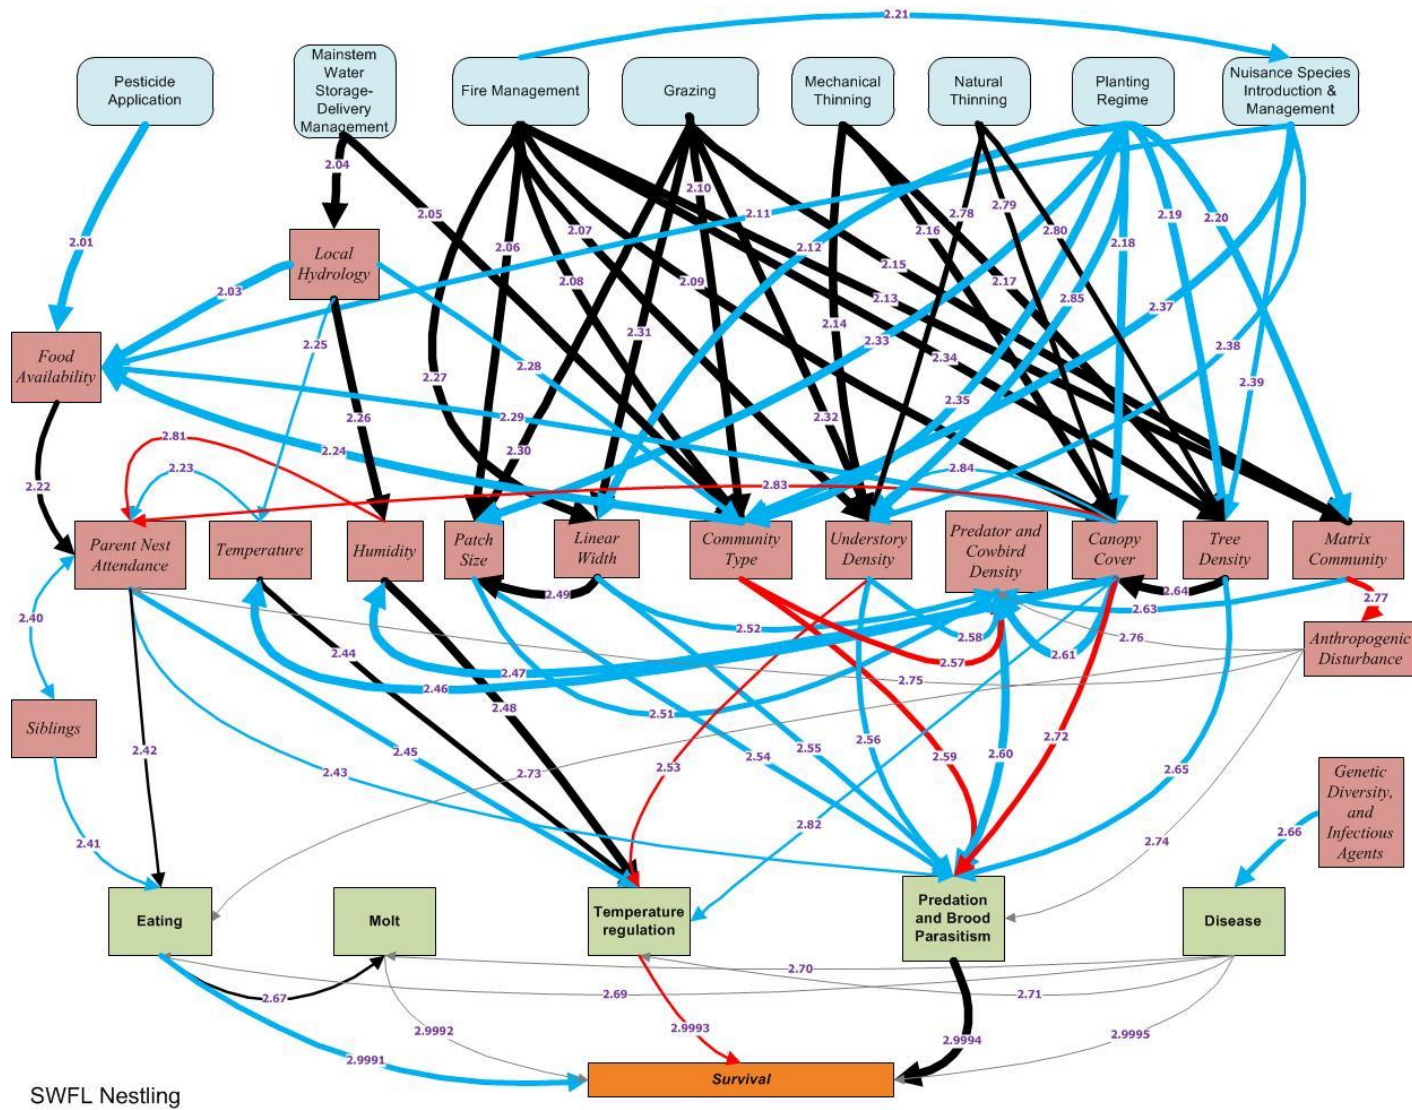 2.21
Pesticide
Application
Mainstem
Water
Storage-
Delivery
Management
Fire Management
Grazing
Mechanical
Thinning
Natural
Thinning
Planting
Regime
Nuisance Species
Introduction &
Management
2.04
2.01
2.05
2.06
2.07
2.10
2.11
2.12
2.78
2.79
2.16
2.80
2.18
2.19
2.20
Local
Hydrology
2.03
2.08
2.09
2.15
2.13
2.17
2.85
2.37
2.25
2.31
2.14
2.33
2.34
2.38
Food
Availability
2.28
2.27
2.39
2.26
2.29
2.32
2.35
2.24
2.30
2.81
2.23
2.22
2.83
2.84
Parent Nest
Attendance
Temperature
Humidity
Patch
Size
Linear
Width
Community
Type
Understory
Density
Predator and
Cowbird
Density
Canopy
Cover
Tree
Density
Matrix
Community
2.49
2.64
2.77
2.40
2.52
2.58
2.63
2.76
2.61
Anthropogenic
Disturbance
2.44
2.47
2.46
2.57
2.75
2.48
2.51
Siblings
2.42
2.45
2.43
2.73
2.53
2.54
2.55
2.56
2.59
2.60
2.72
2.65
Genetic
Diversity,
and
Infectious
Agents
2.41
2.82
2.74
2.66
Eating
Molt
Temperature
regulation
Predation
and Brood
Parasitism
Disease
2.67
2.70
2.69
2.71
2.9991
2.9992
2.9993
2.9994
2.9995
Survival
SWFL Nestling